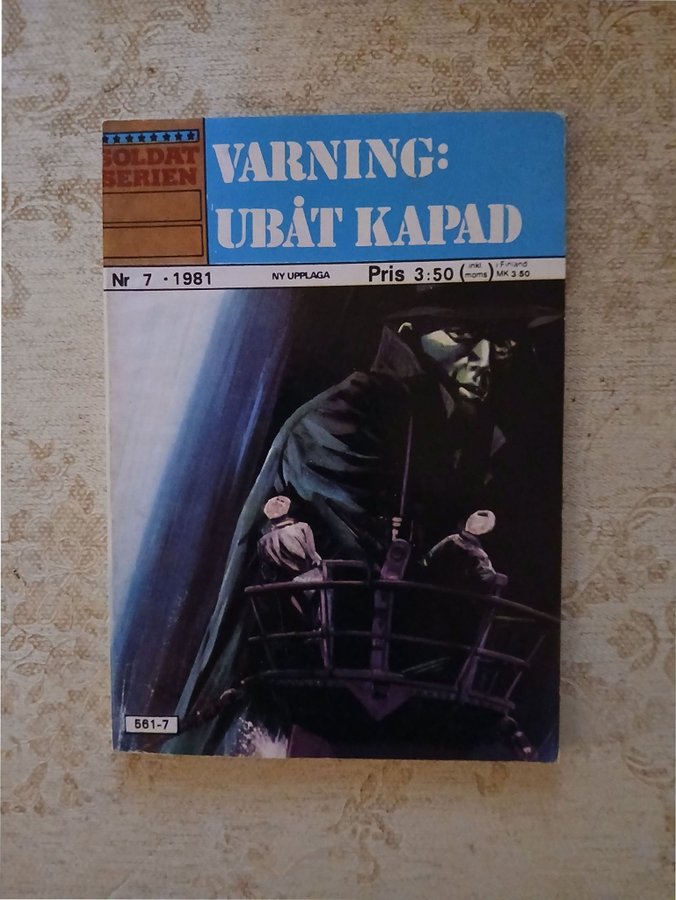 SOLDAT
SERIEN
VARNING:
UBÅT KAPAD
Nr 7 · 1981 NY UPPLAGA Pris 3:50 (inkl. moms) i Finland MK 3.50
561-7